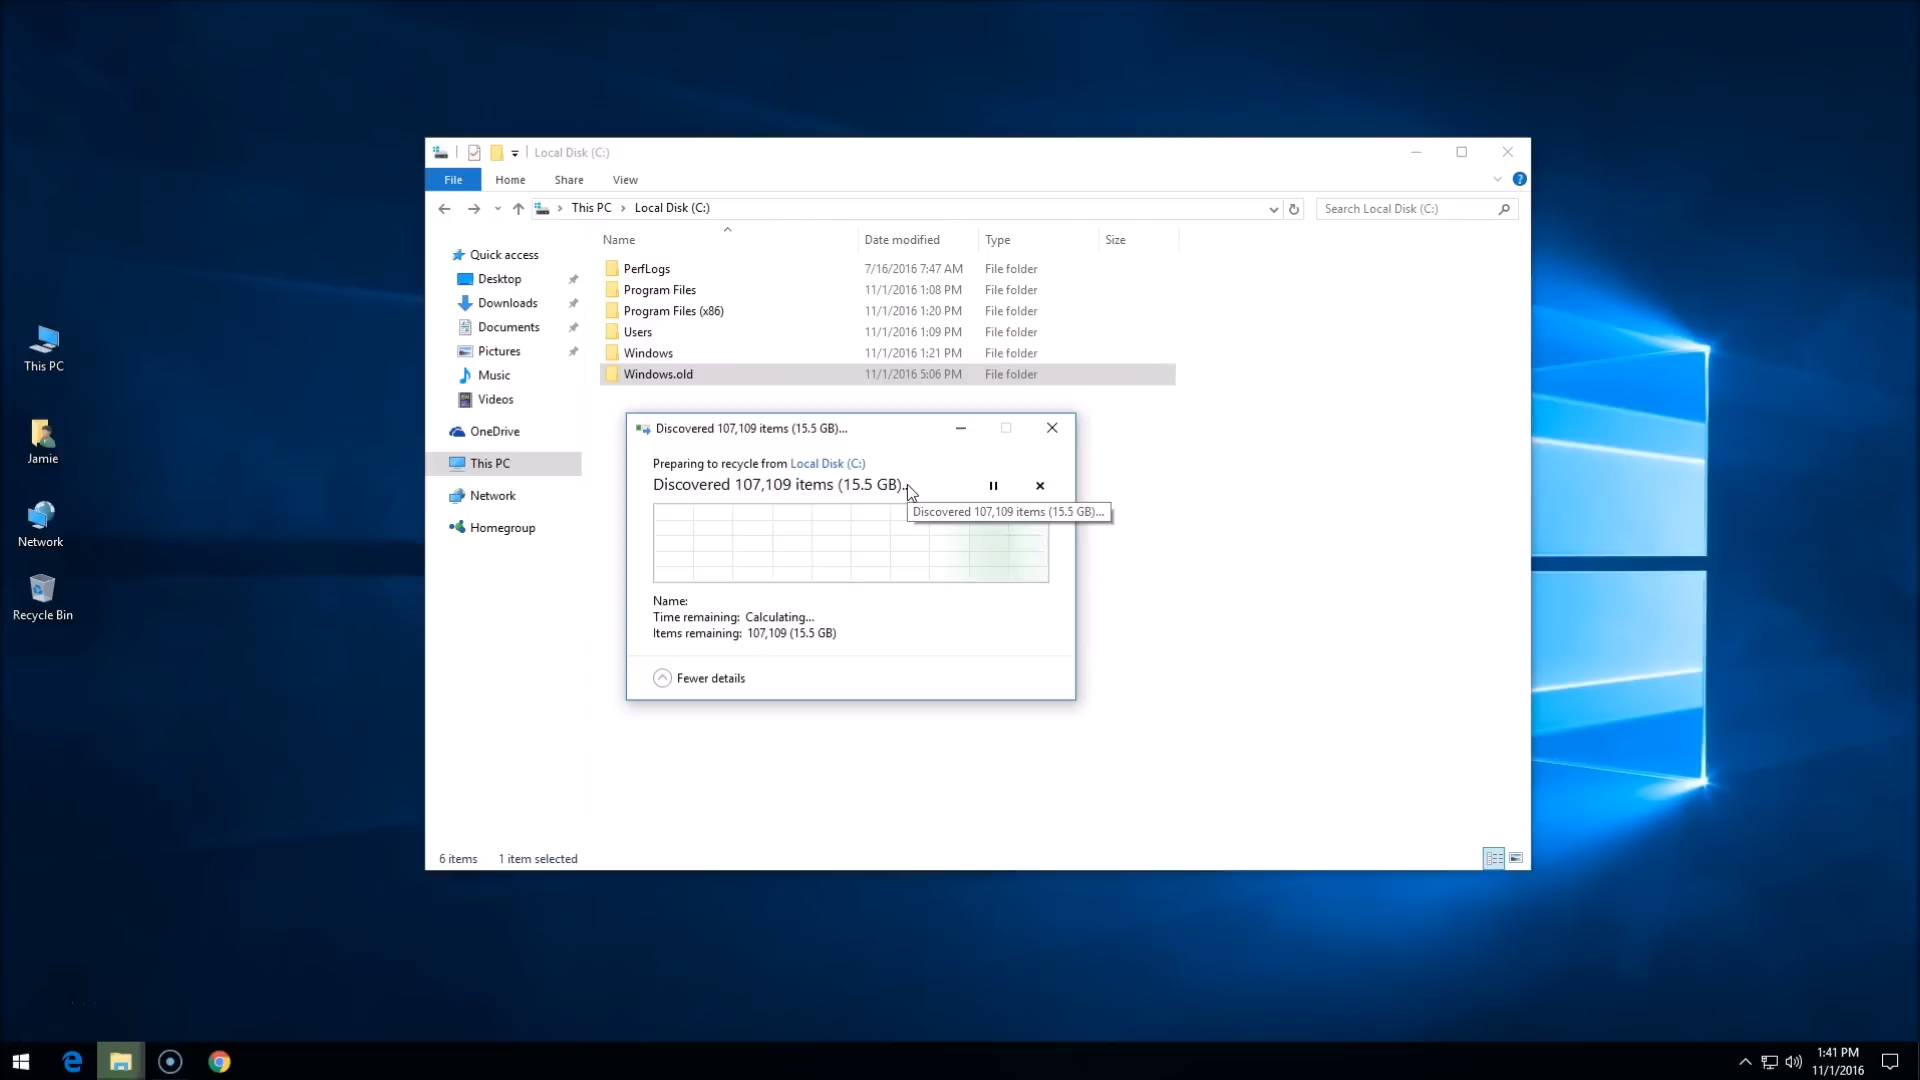 Local Disk (C:)
File Home Share View
This PC Local Disk (C:)
Search Local Disk (C:)
Name Date modified Type Size
Quick access
Desktop
Downloads
Documents
Pictures
Music
Videos
OneDrive
This PC
Network
Homegroup
PerfLogs 7/16/2016 7:47 AM File folder
Program Files 11/1/2016 1:08 PM File folder
Program Files (x86) 11/1/2016 1:20 PM File folder
Users 11/1/2016 1:09 PM File folder
Windows 11/1/2016 1:21 PM File folder
Windows.old 11/1/2016 5:06 PM File folder
Discovered 107,109 items (15.5 GB)...
Preparing to recycle from Local Disk (C:)
Discovered 107,109 items (15.5 GB)..
Discovered 107,109 items (15.5 GB)...
Name:
Time remaining: Calculating...
Items remaining: 107,109 (15.5 GB)
Fewer details
6 items 1 item selected
This PC
Jamie
Network
Recycle Bin
1:41 PM
11/1/2016